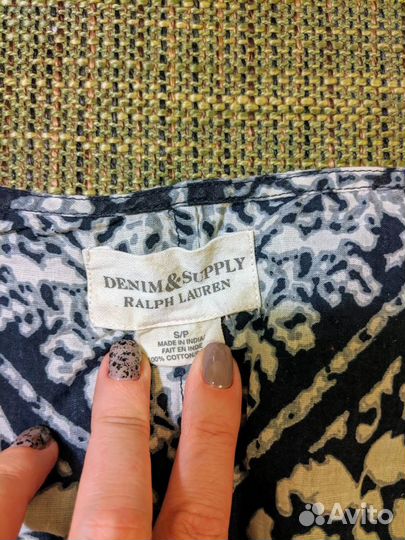 DENIM&SUPPLY
RALPH LAUREN
S/P
MADE IN INDIA
FAIT EN INDE
100% COTTON
Avito